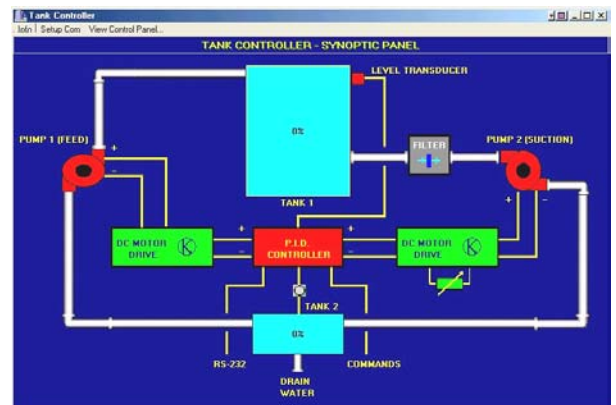 Tank Controller
Info | Setup Com View Control Panel...
TANK CONTROLLER - SYNOPTIC PANEL
LEVEL TRANSDUCER
PUMP 1 (FEED)
0%
FILTER
PUMP 2 (SUCTION)
+
-
TANK 1
+
-
DC MOTOR
DRIVE
K
+
-
P.I.D.
CONTROLLER
+
-
DC MOTOR
DRIVE
K
TANK 2
0%
RS-232
COMMANDS
DRAIN
WATER